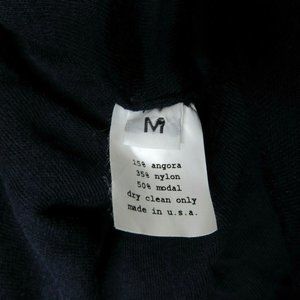 M
15% angora
35% nylon
50% modal
dry clean only
made in u.s.a.